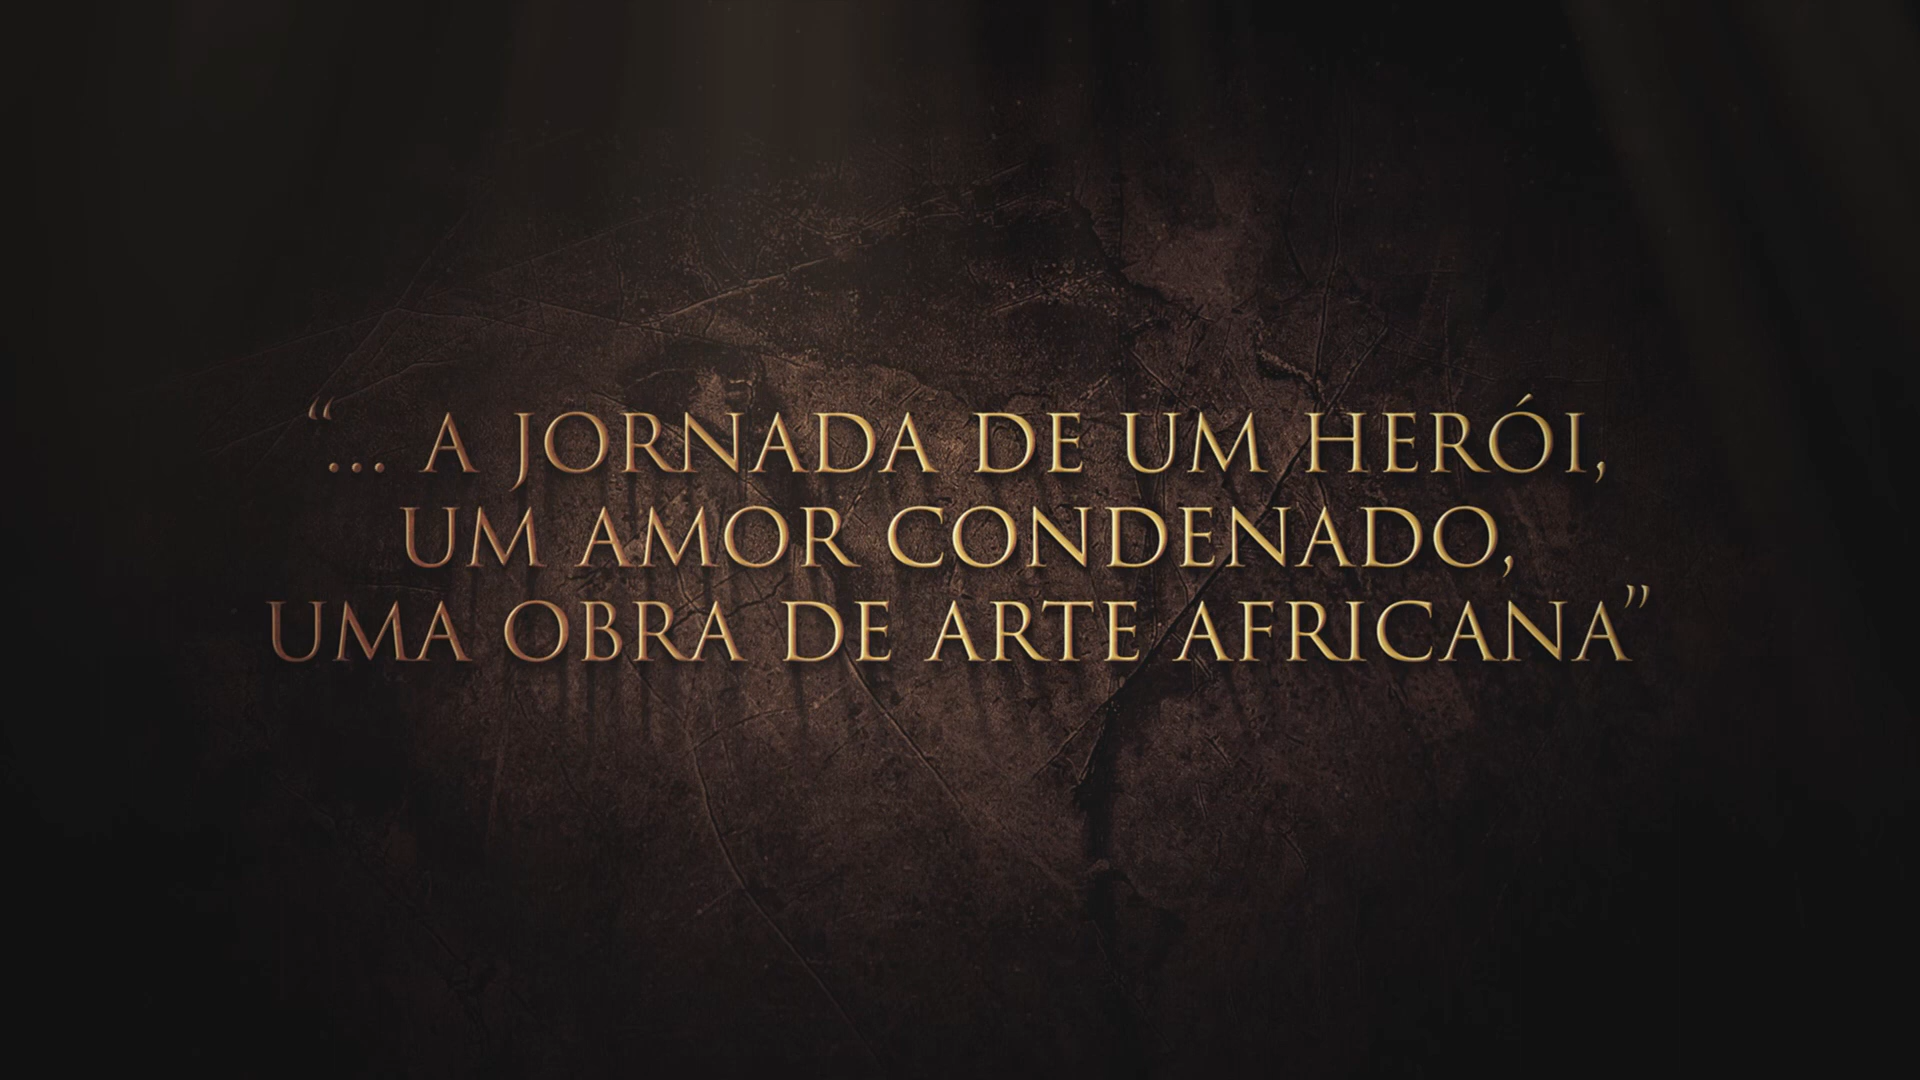 “... A JORNADA DE UM HERÓI,
UM AMOR CONDENADO,
UMA OBRA DE ARTE AFRICANA”